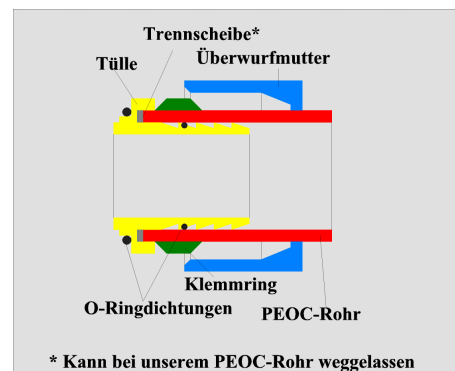 Trennscheibe*
Tülle
Überwurfmutter
Klemmring
O-Ringdichtungen
PEOC-Rohr
* Kann bei unserem PEOC-Rohr weggelassen